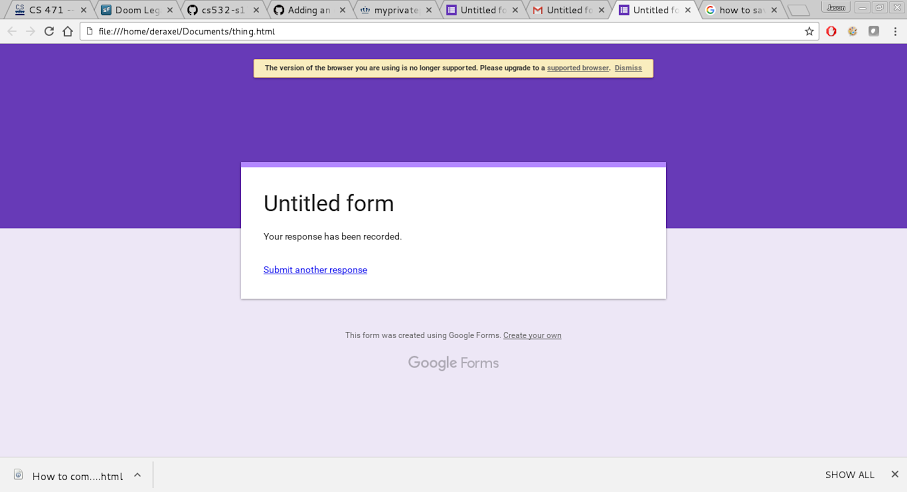 CS 471 -
Doom Leg
cs532-s1
Adding an
myprivate
Untitled fo
Untitled fo
Untitled fo
how to sav
Jason
file:///home/deraxel/Documents/thing.html
The version of the browser you are using is no longer supported. Please upgrade to a supported browser. Dismiss
Untitled form
Your response has been recorded.
Submit another response
This form was created using Google Forms. Create your own
Google Forms
How to com....html
SHOW ALL